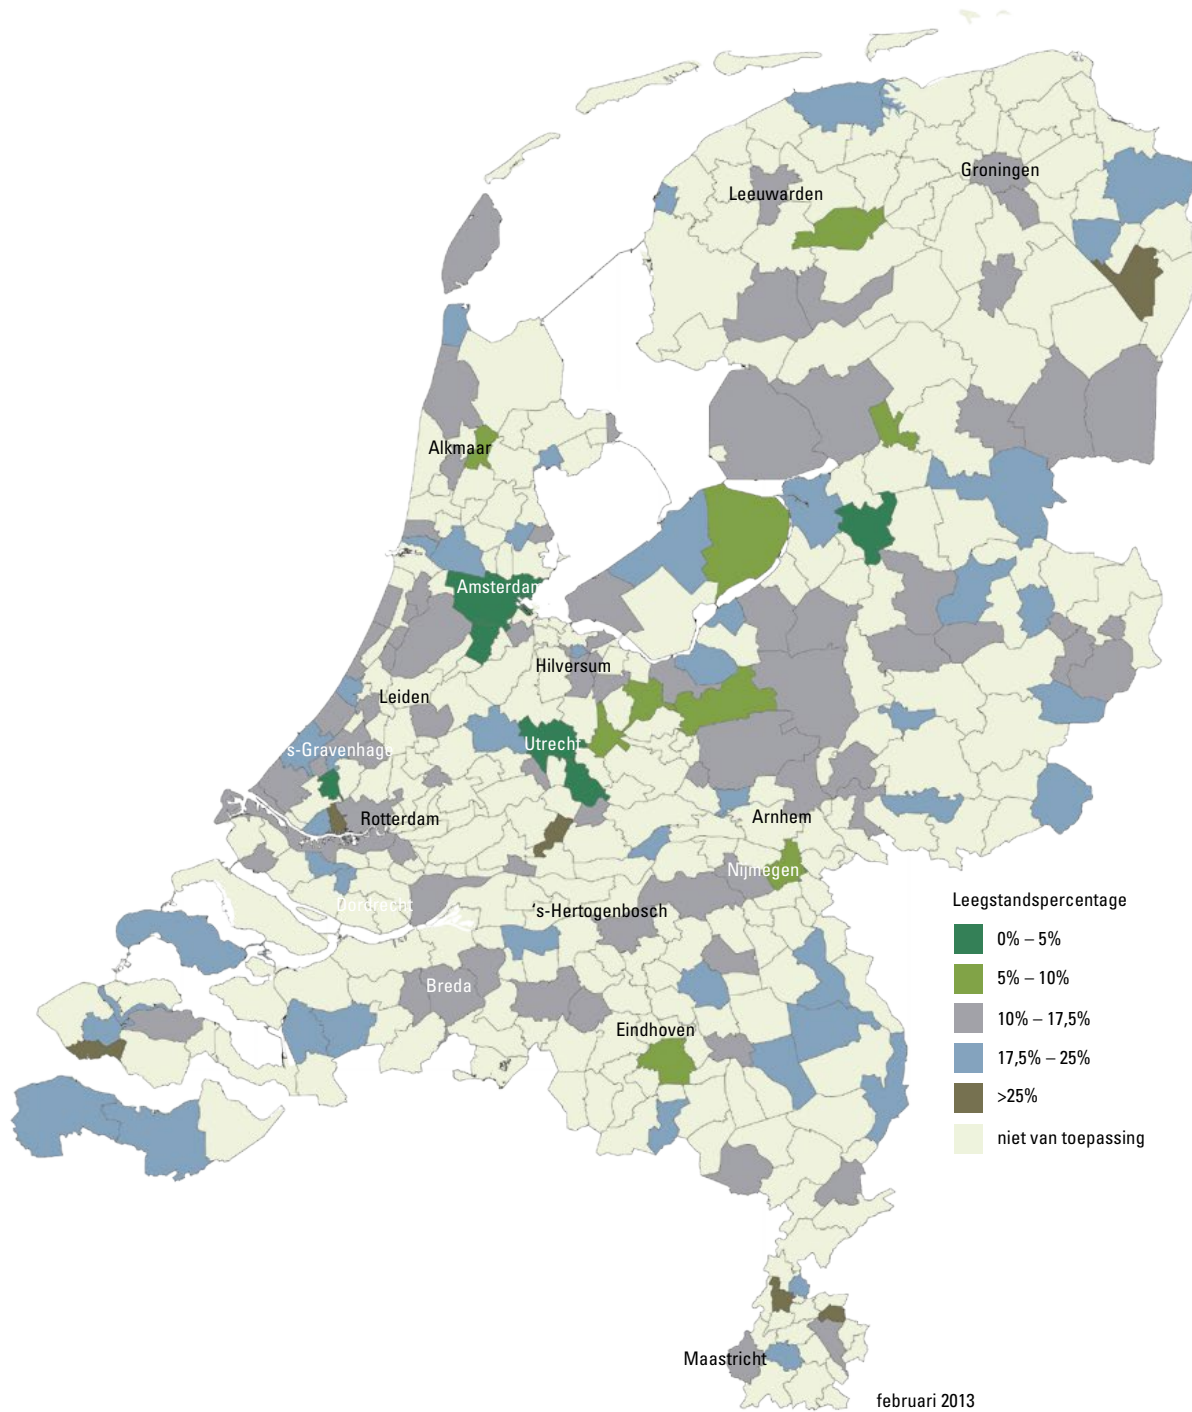 Groningen
Leeuwarden
Alkmaar
Amsterdam
Hilversum
Leiden
Utrecht
's-Gravenhage
Rotterdam
Arnhem
Nijmegen
Dordrecht
's-Hertogenbosch
Breda
Eindhoven
Maastricht
Leegstandspercentage
0% – 5%
5% – 10%
10% – 17,5%
17,5% – 25%
>25%
niet van toepassing
februari 2013